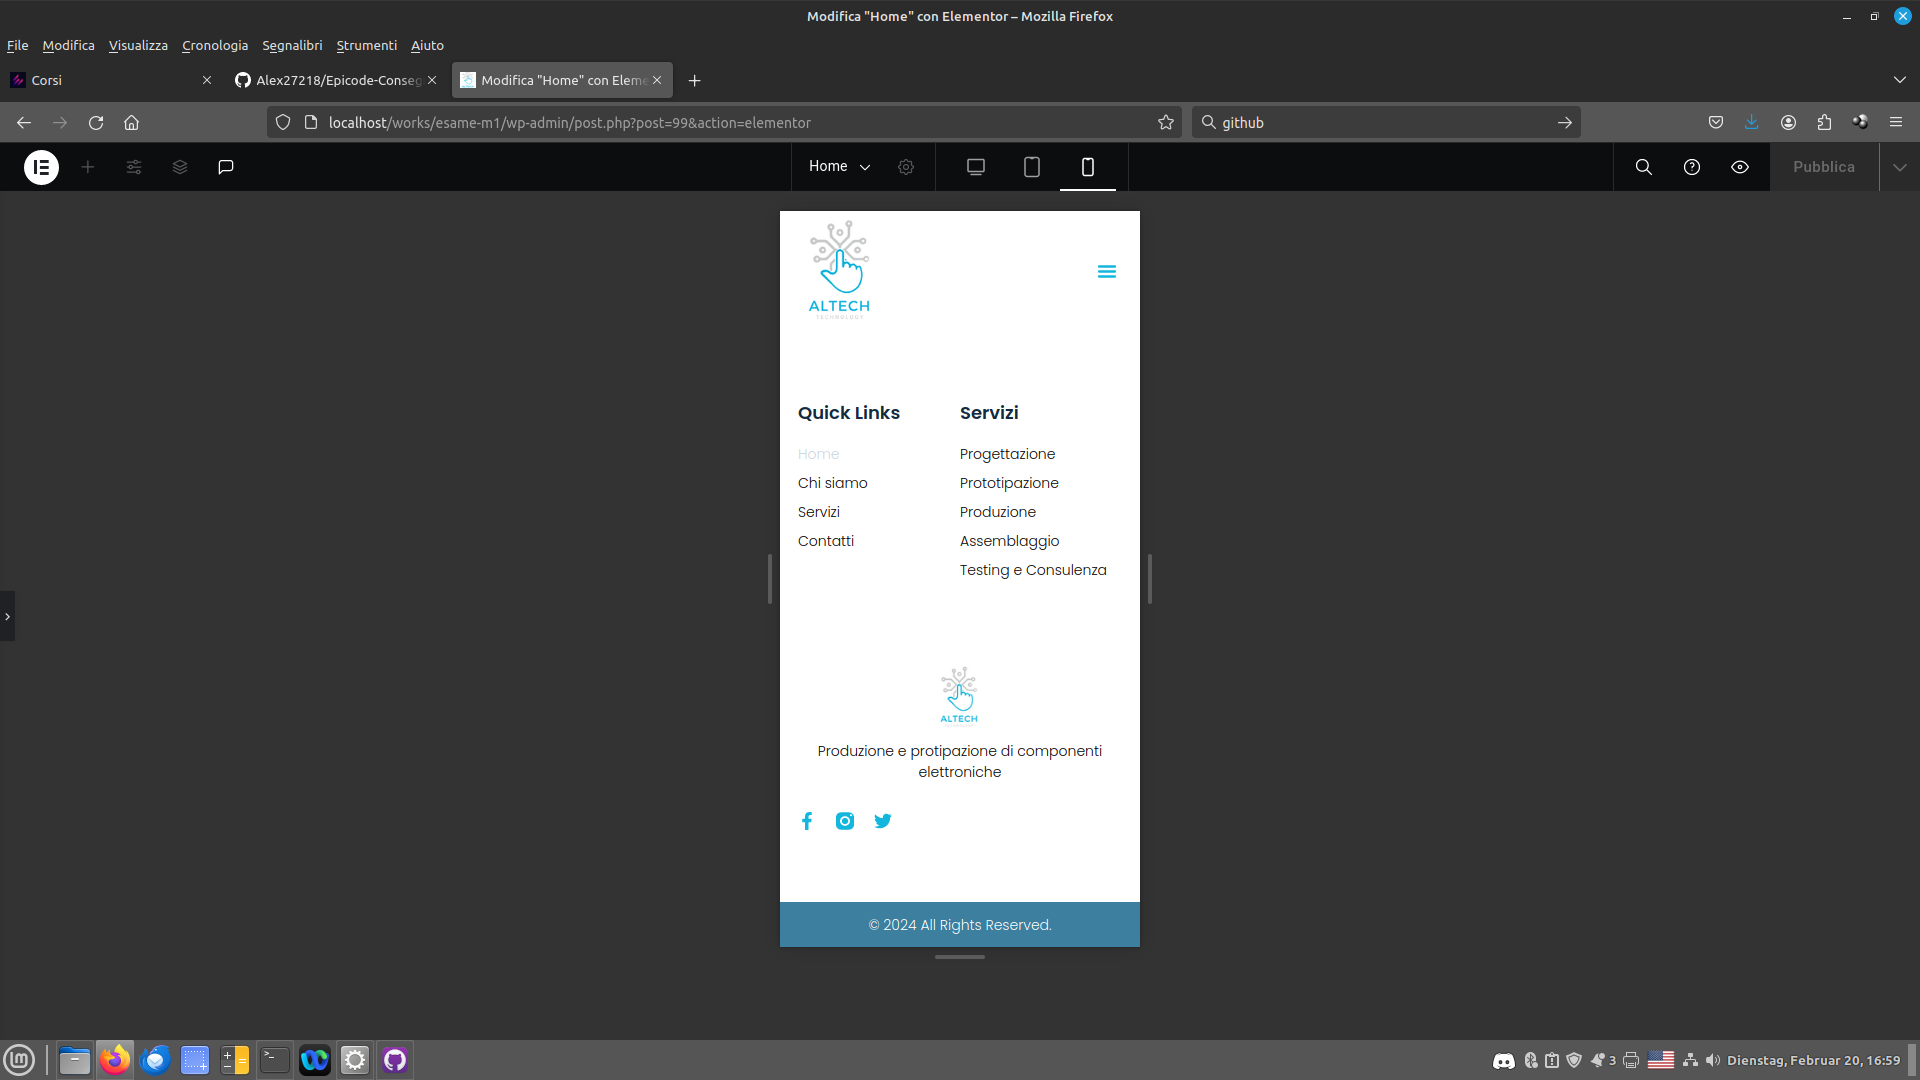 Modifica "Home" con Elementor – Mozilla Firefox
File Modifica Visualizza Cronologia Segnalibri Strumenti Aiuto
Corsi
Alex27218/Epicode-Conseg
Modifica "Home" con Eleme
localhost/works/esame-m1/wp-admin/post.php?post=99&action=elementor
github
Home
Pubblica
ALTECH
TECHNOLOGY
Quick Links
Home
Chi siamo
Servizi
Contatti
Servizi
Progettazione
Prototipazione
Produzione
Assemblaggio
Testing e Consulenza
ALTECH
Produzione e protipazione di componenti
elettroniche
© 2024 All Rights Reserved.
3
Dienstag, Februar 20, 16:59